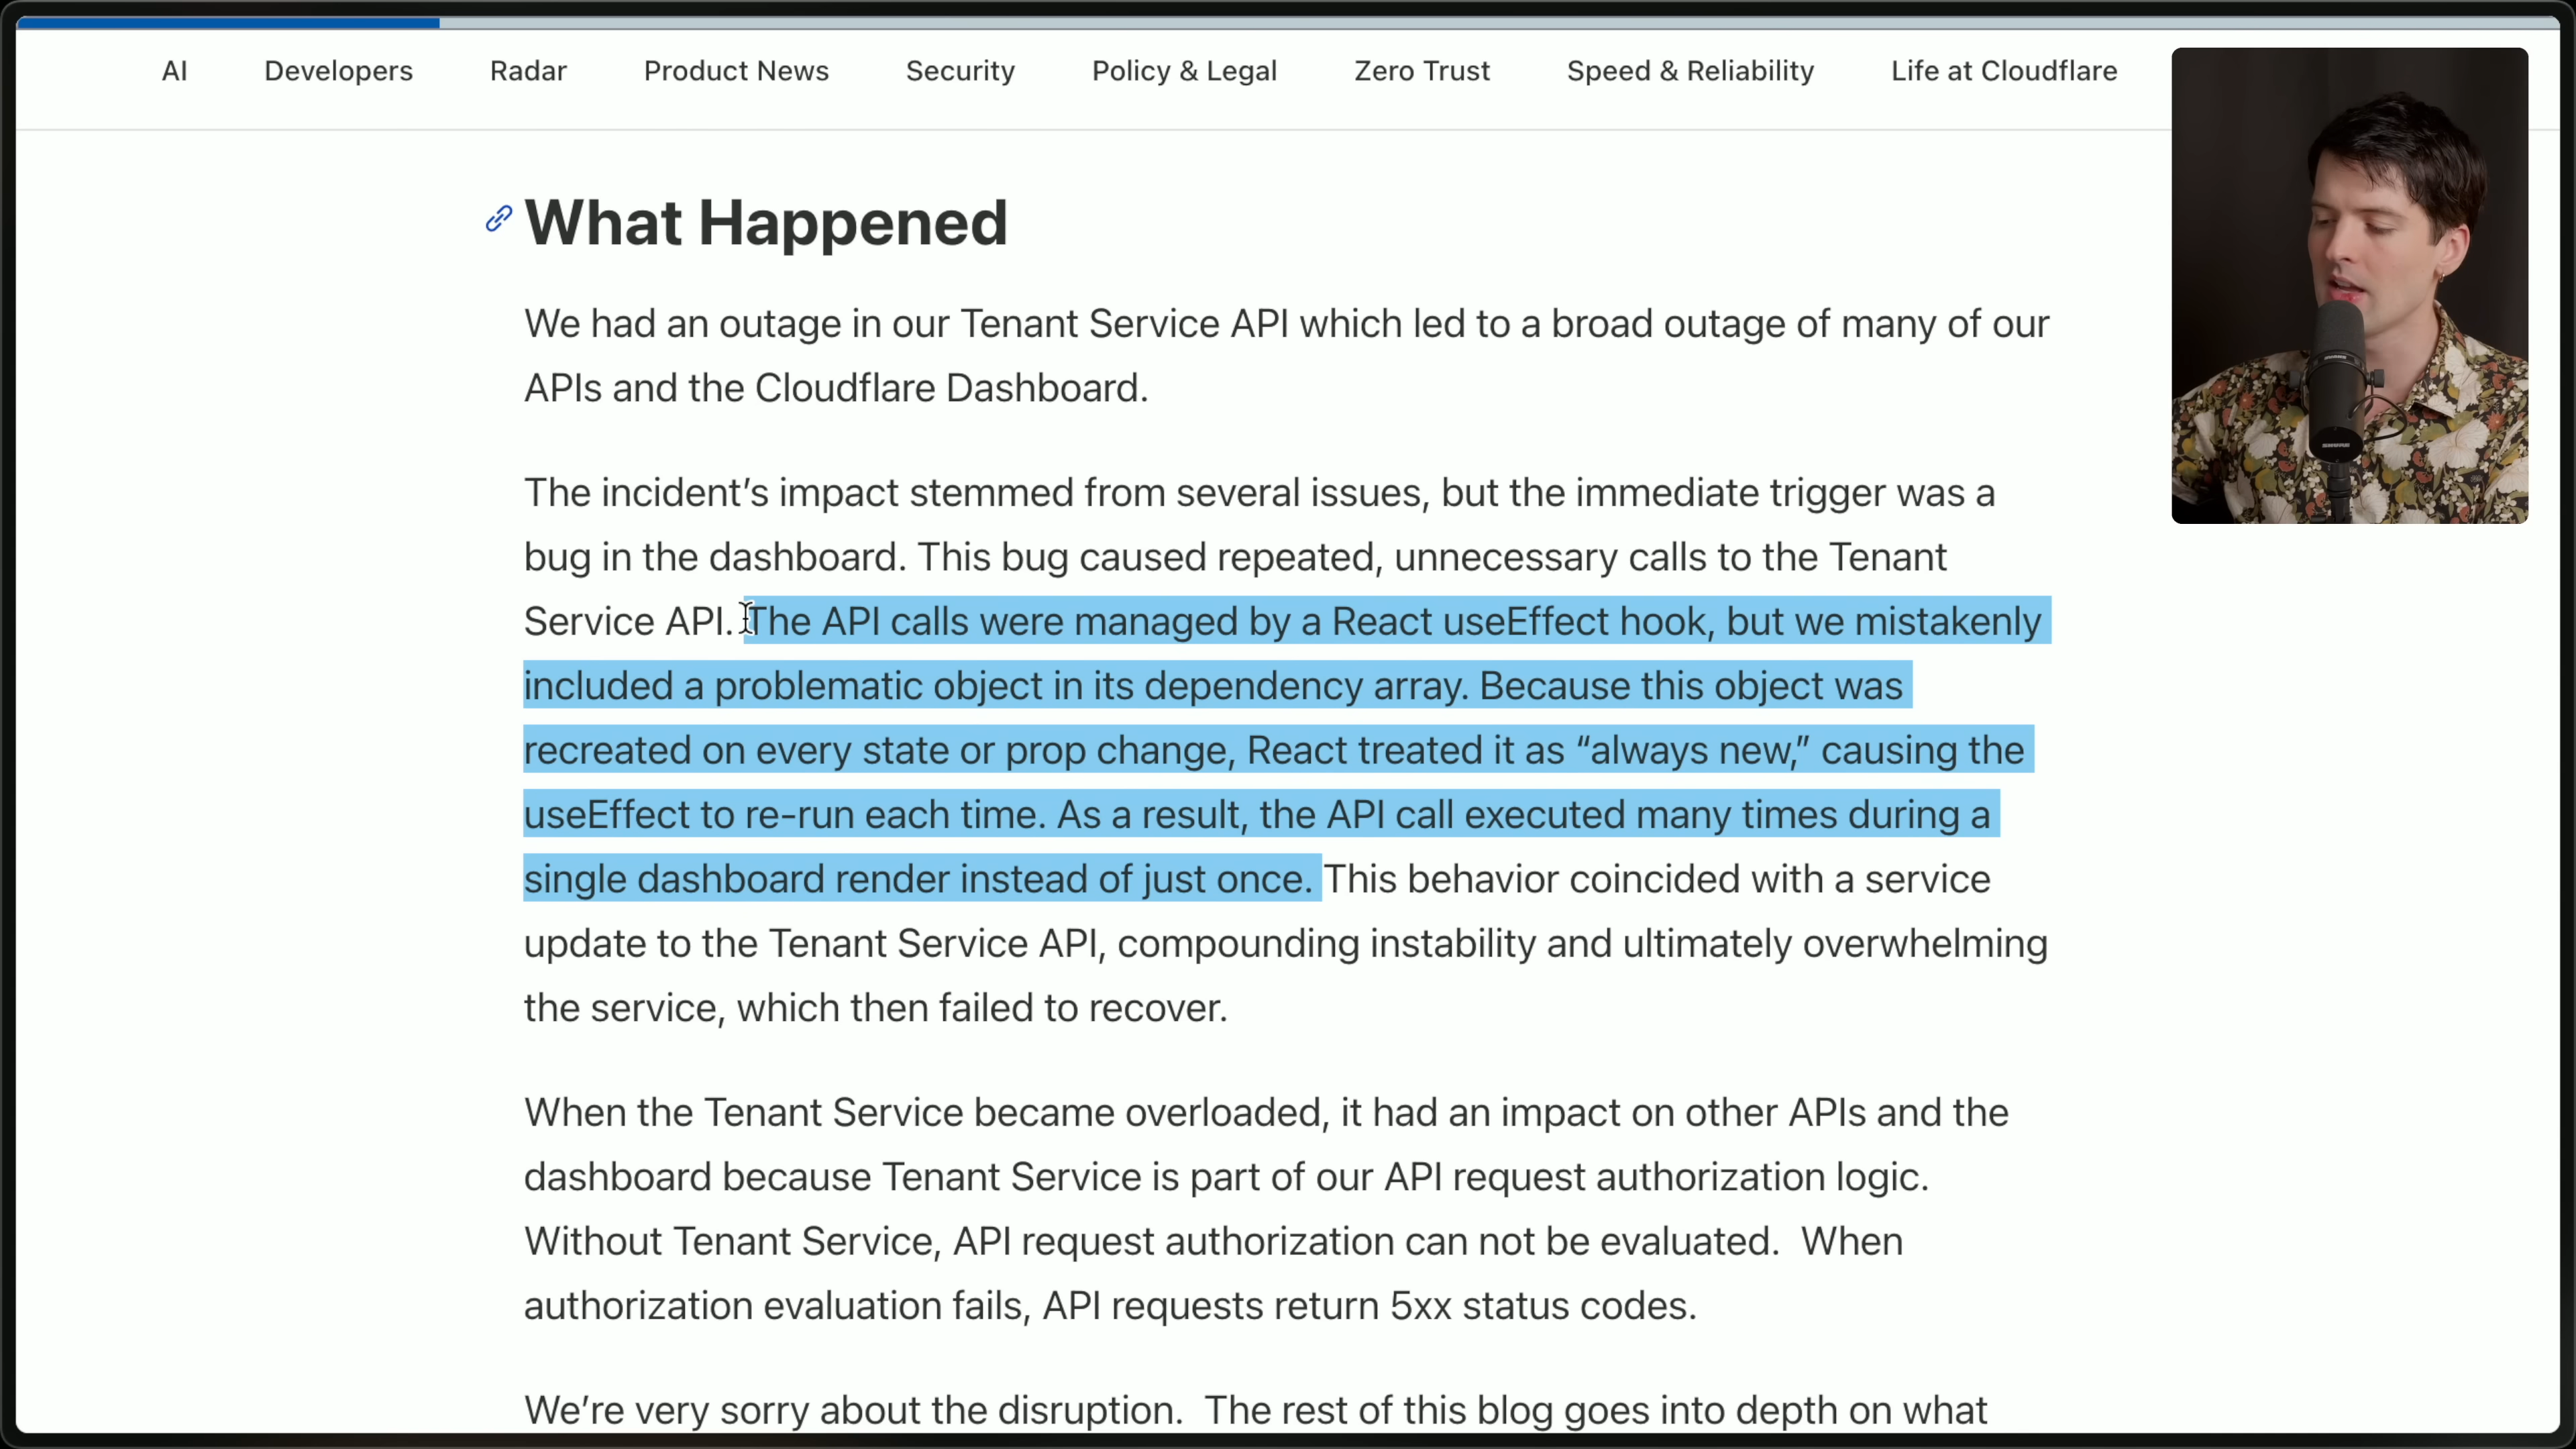 AI Developers Radar Product News Security Policy & Legal Zero Trust Speed & Reliability Life at Cloudflare
What Happened
We had an outage in our Tenant Service API which led to a broad outage of many of our
APIs and the Cloudflare Dashboard.
The incident’s impact stemmed from several issues, but the immediate trigger was a
bug in the dashboard. This bug caused repeated, unnecessary calls to the Tenant
Service API. The API calls were managed by a React useEffect hook, but we mistakenly
included a problematic object in its dependency array. Because this object was
recreated on every state or prop change, React treated it as “always new,” causing the
useEffect to re-run each time. As a result, the API call executed many times during a
single dashboard render instead of just once. This behavior coincided with a service
update to the Tenant Service API, compounding instability and ultimately overwhelming
the service, which then failed to recover.
When the Tenant Service became overloaded, it had an impact on other APIs and the
dashboard because Tenant Service is part of our API request authorization logic.
Without Tenant Service, API request authorization can not be evaluated.  When
authorization evaluation fails, API requests return 5xx status codes.
We’re very sorry about the disruption.  The rest of this blog goes into depth on what